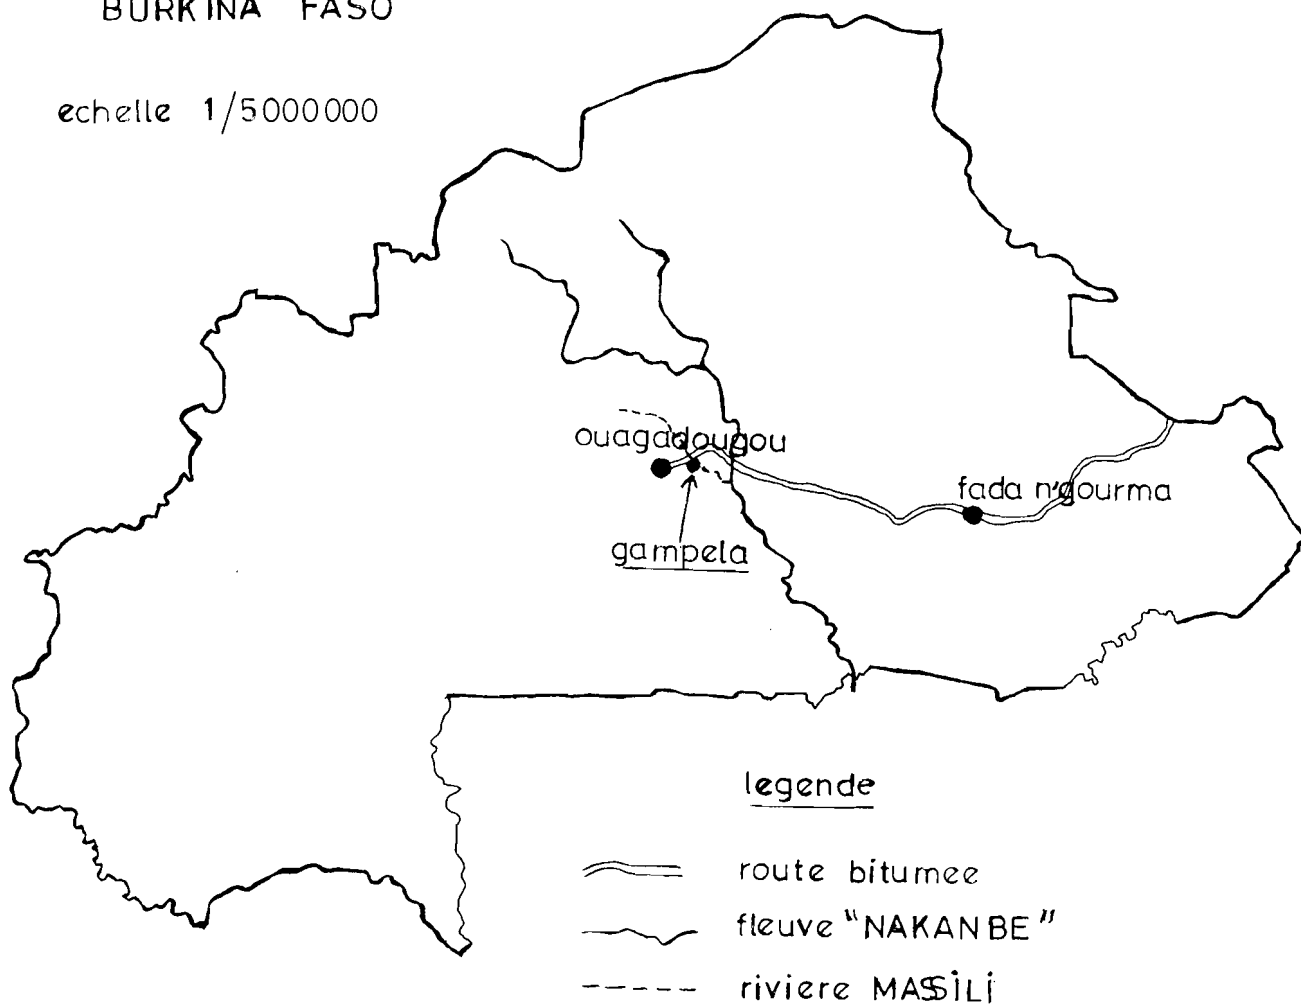 BURKINA FASO
echelle 1/5000000
ouagadougou
fada n'gourma
gampela
legende
route bitumee
fleuve "NAKANBE"
riviere MASSiLi